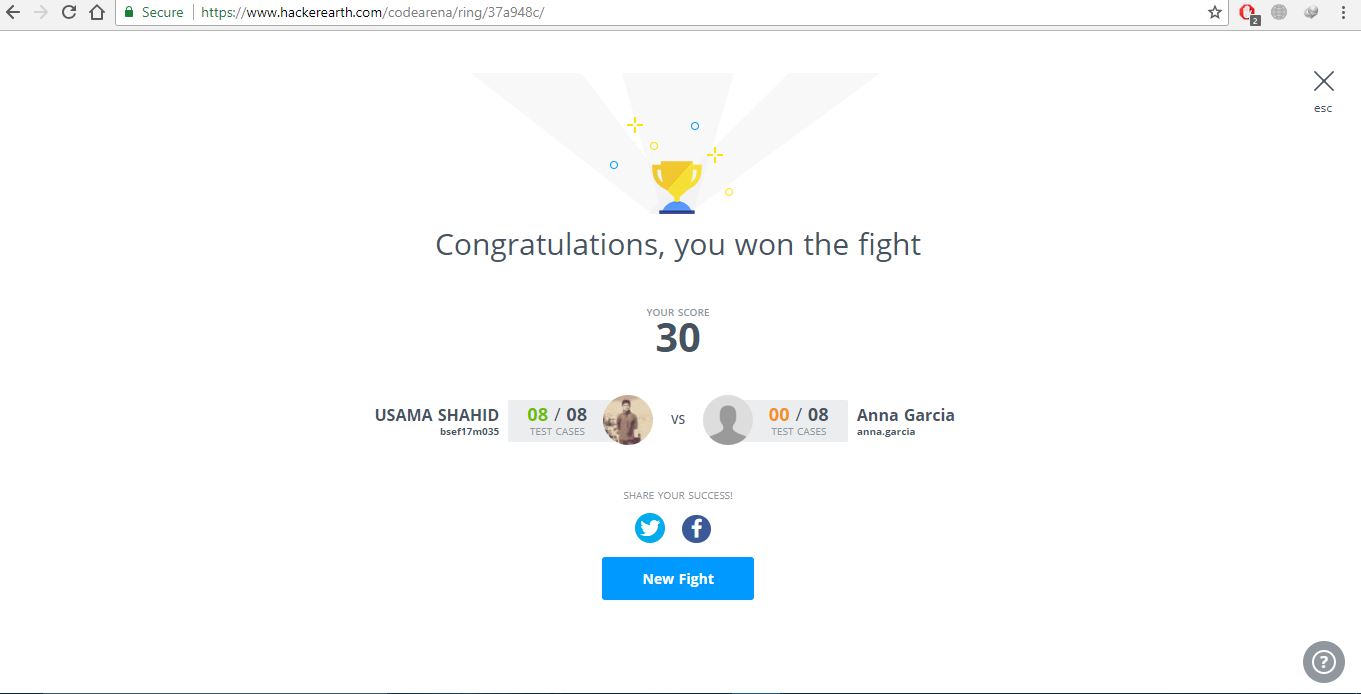 Secure https://www.hackerearth.com/codearena/ring/37a948c/
2
esc
Congratulations, you won the fight
YOUR SCORE
30
USAMA SHAHID 08 / 08 VS 00 / 08 Anna Garcia
bsef17m035 TEST CASES TEST CASES anna.garcia
SHARE YOUR SUCCESS!
New Fight
?